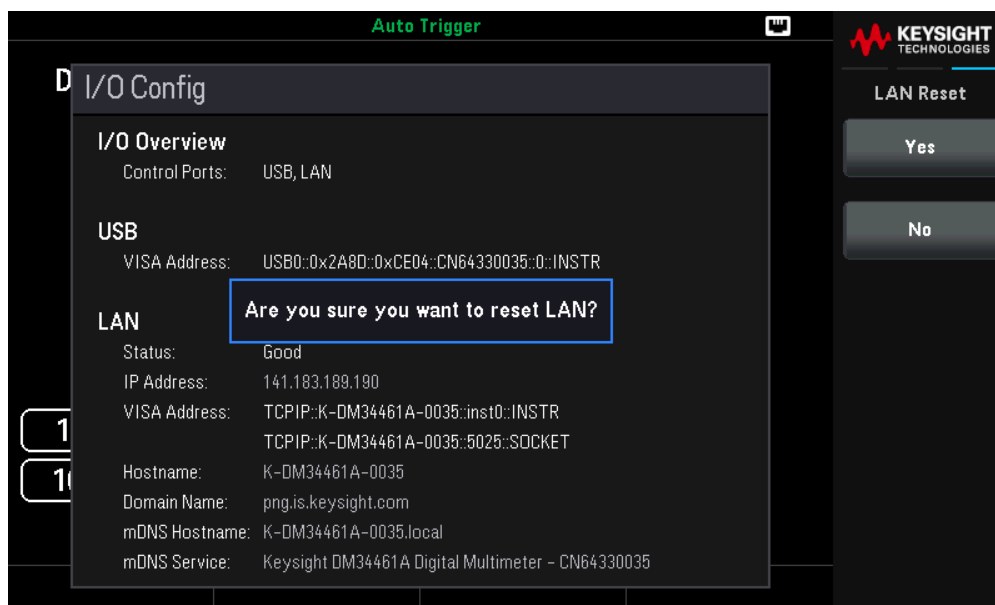 Auto Trigger
KEYSIGHT
TECHNOLOGIES
D
I/O Config
LAN Reset
I/O Overview
Control Ports: USB, LAN
Yes
USB
No
VISA Address: USB0::0x2A8D::0xCE04::CN64330035::0::INSTR
Are you sure you want to reset LAN?
LAN
Status: Good
IP Address: 141.183.189.190
VISA Address: TCPIP::K-DM34461A-0035::inst0::INSTR
TCPIP::K-DM34461A-0035::5025::SOCKET
1
Hostname: K-DM34461A-0035
Domain Name: png.is.keysight.com
mDNS Hostname: K-DM34461A-0035.local
mDNS Service: Keysight DM34461A Digital Multimeter - CN64330035